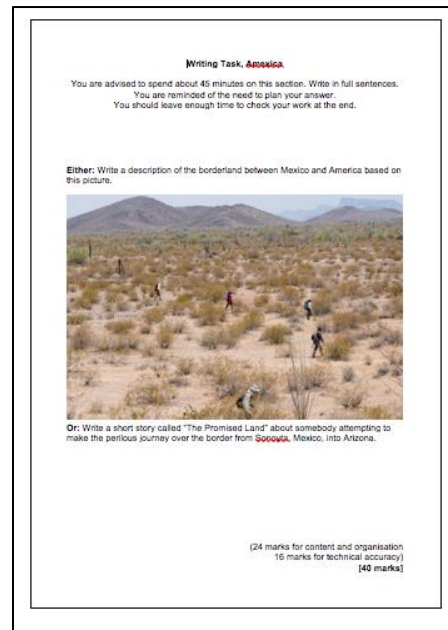 Writing Task, Amexica
You are advised to spend about 45 minutes on this section. Write in full sentences.
You are reminded of the need to plan your answer.
You should leave enough time to check your work at the end.
Either: Write a description of the borderland between Mexico and America based on
this picture.
Or: Write a short story called "The Promised Land" about somebody attempting to
make the perilous journey over the border from Sonoyta, Mexico, into Arizona.
(24 marks for content and organisation
16 marks for technical accuracy)
[40 marks]